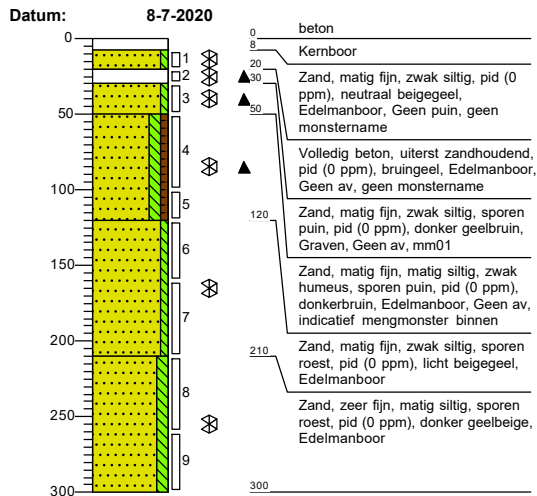 Datum: 8-7-2020
0
50
100
150
200
250
300
1
2
3
4
5
6
7
8
9
0
beton
8
Kernboor
20
Zand, matig fijn, zwak siltig, pid (0
ppm), neutraal beigegeel,
Edelmanboor, Geen puin, geen
monstername
30
Volledig beton, uiterst zandhoudend,
pid (0 ppm), bruingeel, Edelmanboor,
Geen av, geen monstername
50
Zand, matig fijn, zwak siltig, sporen
puin, pid (0 ppm), donker geelbruin,
Graven, Geen av, mm01
Zand, matig fijn, matig siltig, zwak
humeus, sporen puin, pid (0 ppm),
donkerbruin, Edelmanboor, Geen av,
indicatief mengmonster binnen
120
Zand, matig fijn, zwak siltig, sporen
roest, pid (0 ppm), licht beigegeel,
Edelmanboor
210
Zand, zeer fijn, matig siltig, sporen
roest, pid (0 ppm), donker geelbeige,
Edelmanboor
300